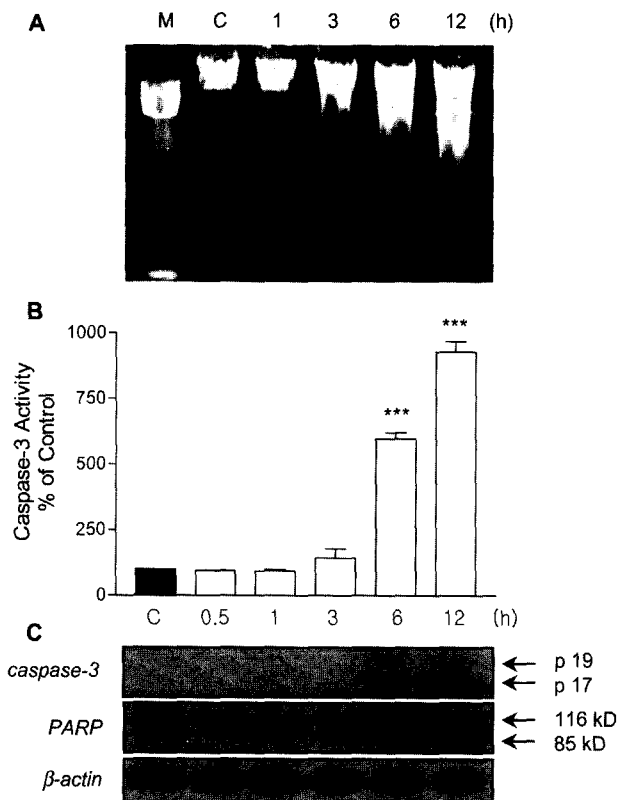 A M C 1 3 6 12 (h)
B
Caspase-3 Activity
% of Control
1000
750
500
250
0
***
***
C 0.5 1 3 6 12 (h)
C
caspase-3
p 19
p 17
PARP
116 kD
85 kD
β-actin